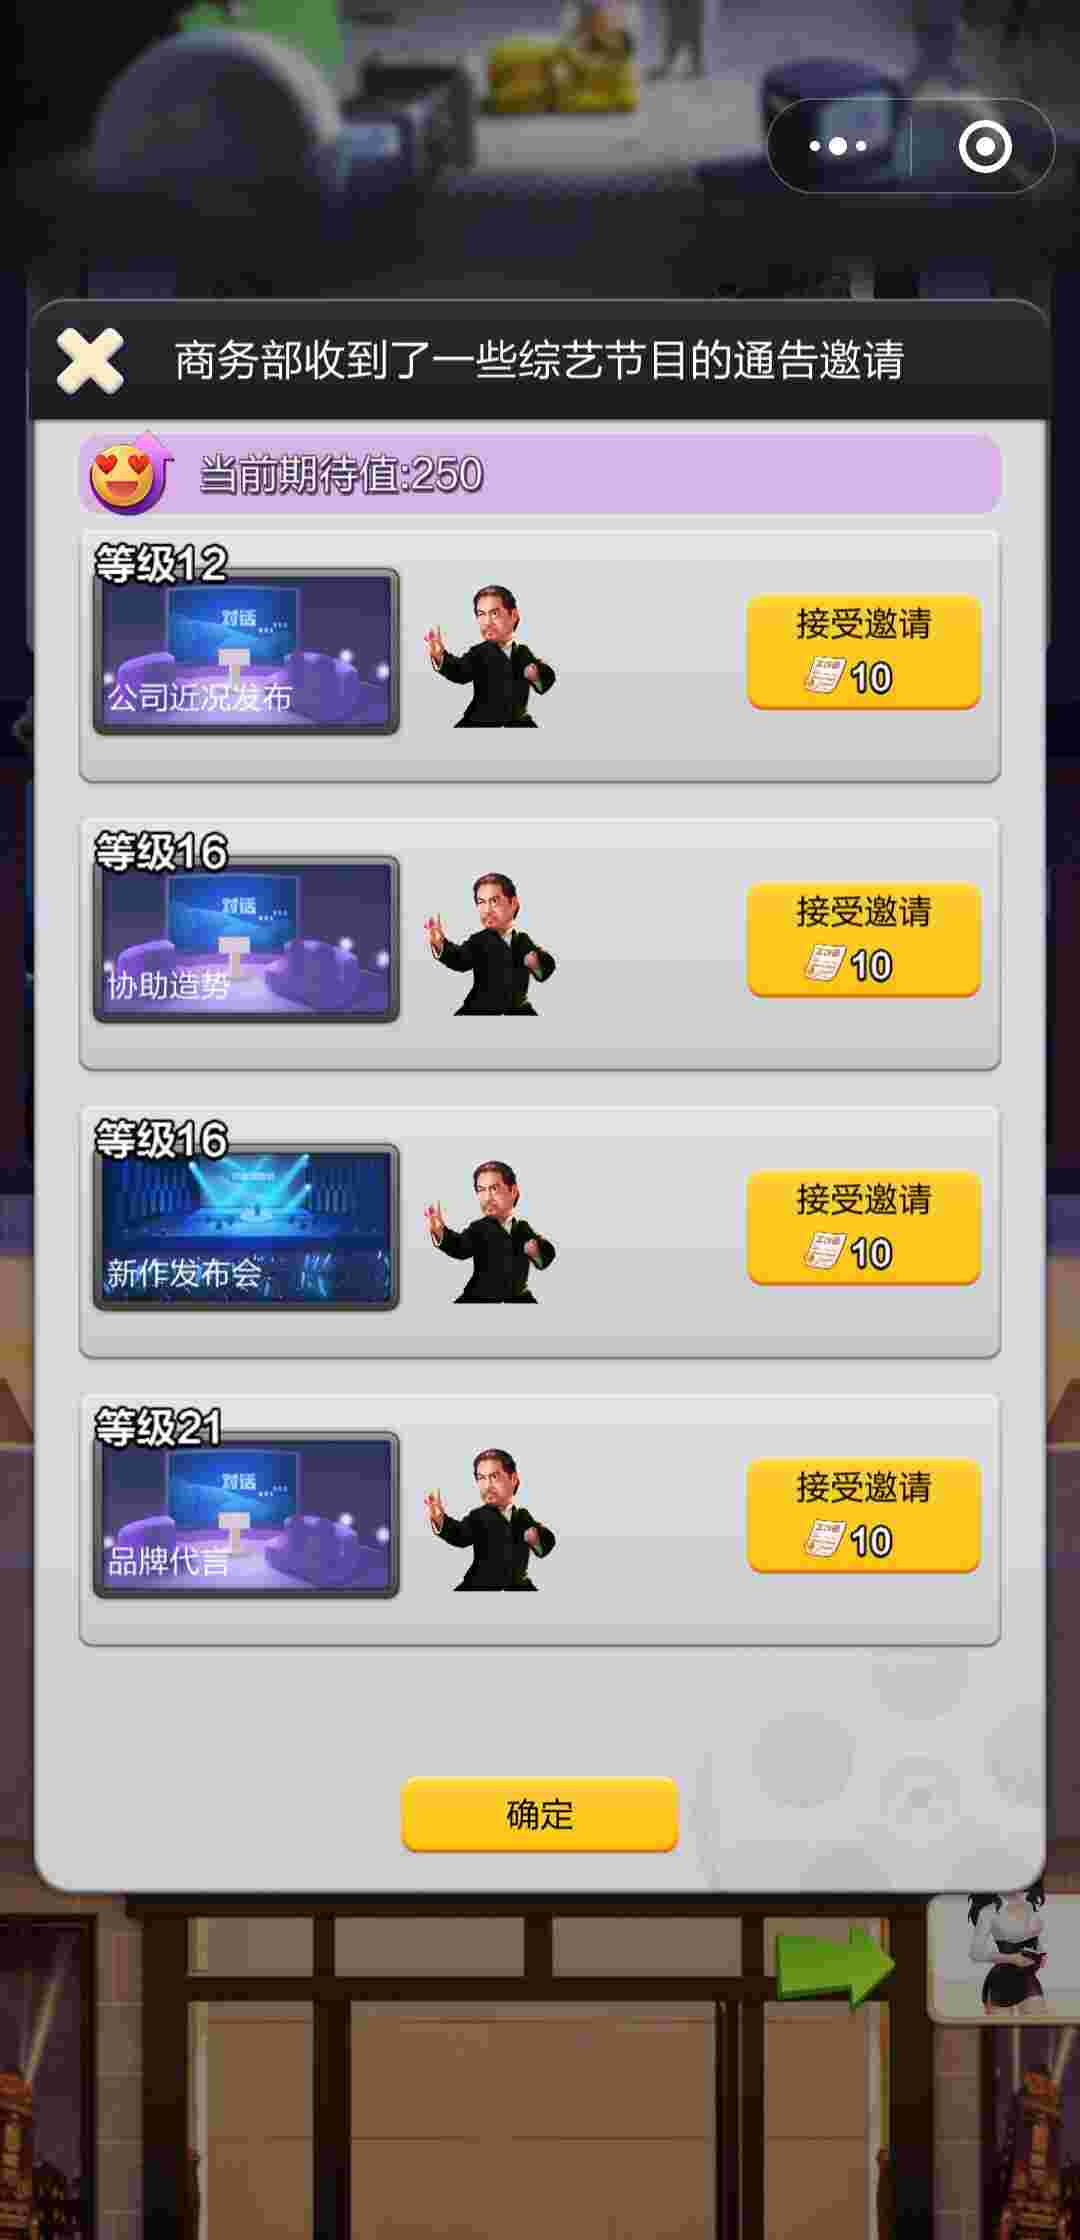 商务部收到了一些综艺节目的通告邀请
当前期待值:250
等级12
对话
公司近况发布
接受邀请
10
等级16
对话
协助造势
接受邀请
10
等级16
新作发布会
接受邀请
10
等级21
对话
品牌代言
接受邀请
10
确定